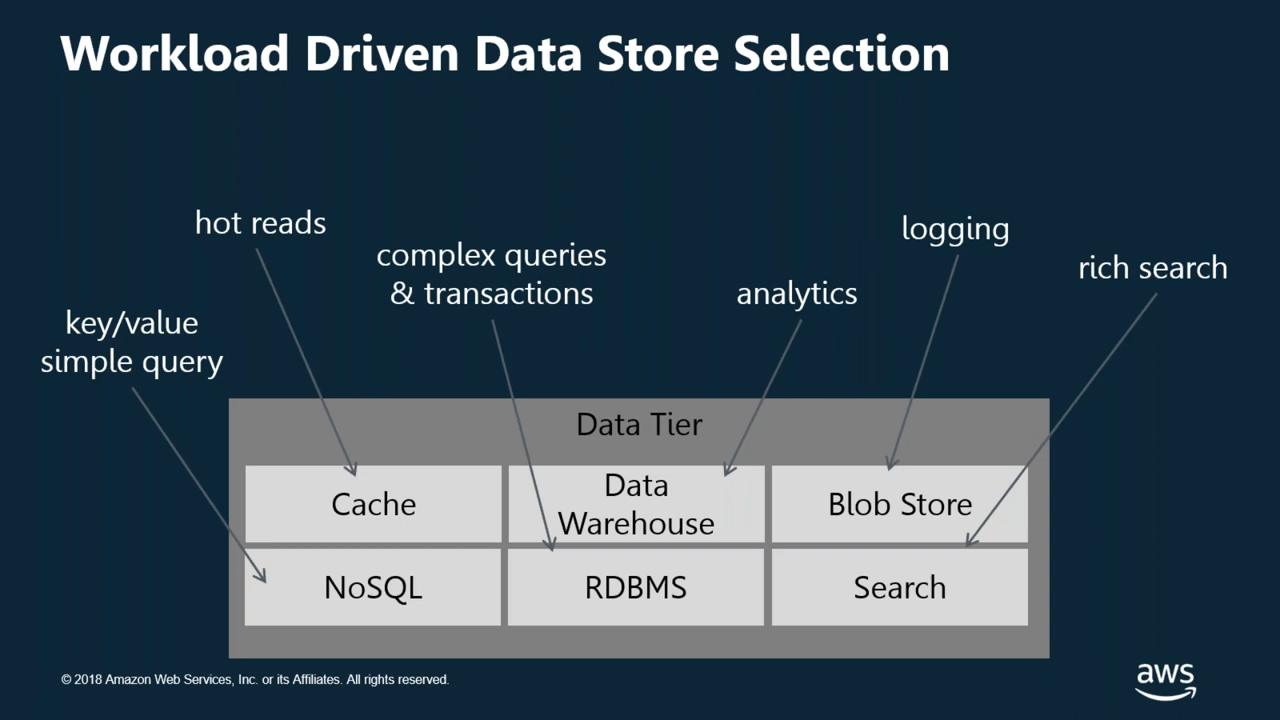 Workload Driven Data Store Selection
hot reads
complex queries
& transactions
logging
analytics
rich search
key/value
simple query
Data Tier
Cache
Data
Warehouse
Blob Store
NoSQL
RDBMS
Search
© 2018 Amazon Web Services, Inc. or its Affiliates. All rights reserved.
aws